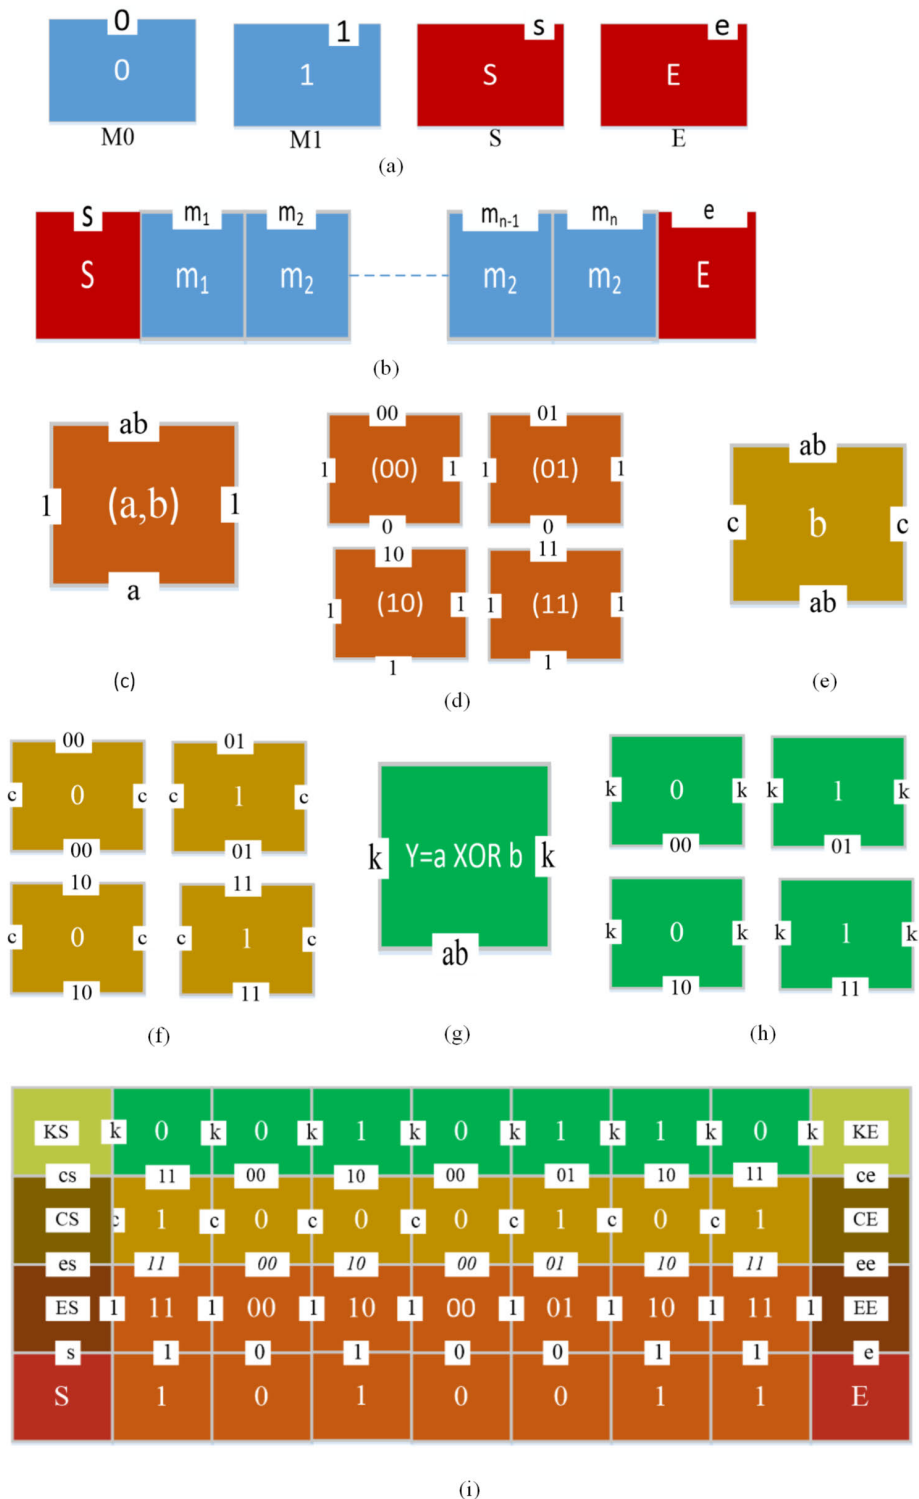 0 1 s e
0 1 S E
M0 M1 S E
(a)
s m1 m2 mn-1 mn e
S m1 m2 m2 m2 E
(b)
ab
1 (a,b) 1
a
(c)
00 01
1 (00) 1 1 (01) 1
0 0
10 11
1 (10) 1 1 (11) 1
1 1
(d)
ab
c b c
ab
(e)
00 01
c 0 c c 1 c
00 01
10 11
c 0 c c 1 c
10 11
(f)
k Y=a XOR b k
ab
(g)
k 0 k k 1 k
00 01
k 0 k k 1 k
10 11
(h)
KS k 0 k 0 k 1 k 0 k 1 k 1 k 0 k KE
cs 11 00 10 00 01 10 11 ce
CS c 1 c 0 c 0 c 0 c 1 c 0 c 1 CE
es 11 00 10 00 01 10 11 ee
ES 1 11 1 00 1 10 1 00 1 01 1 10 1 11 1 EE
s 1 0 1 0 0 1 1 e
S 1 0 1 0 0 1 1 E
(i)